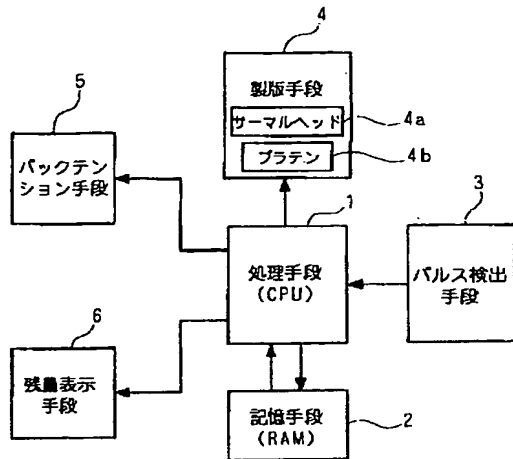 4
製版手段
サーマルヘッド
4a
プラテン
4b
5
バックテン
ション手段
1
処理手段
(CPU)
3
パルス検出
手段
6
残量表示
手段
記憶手段
(RAM)
2